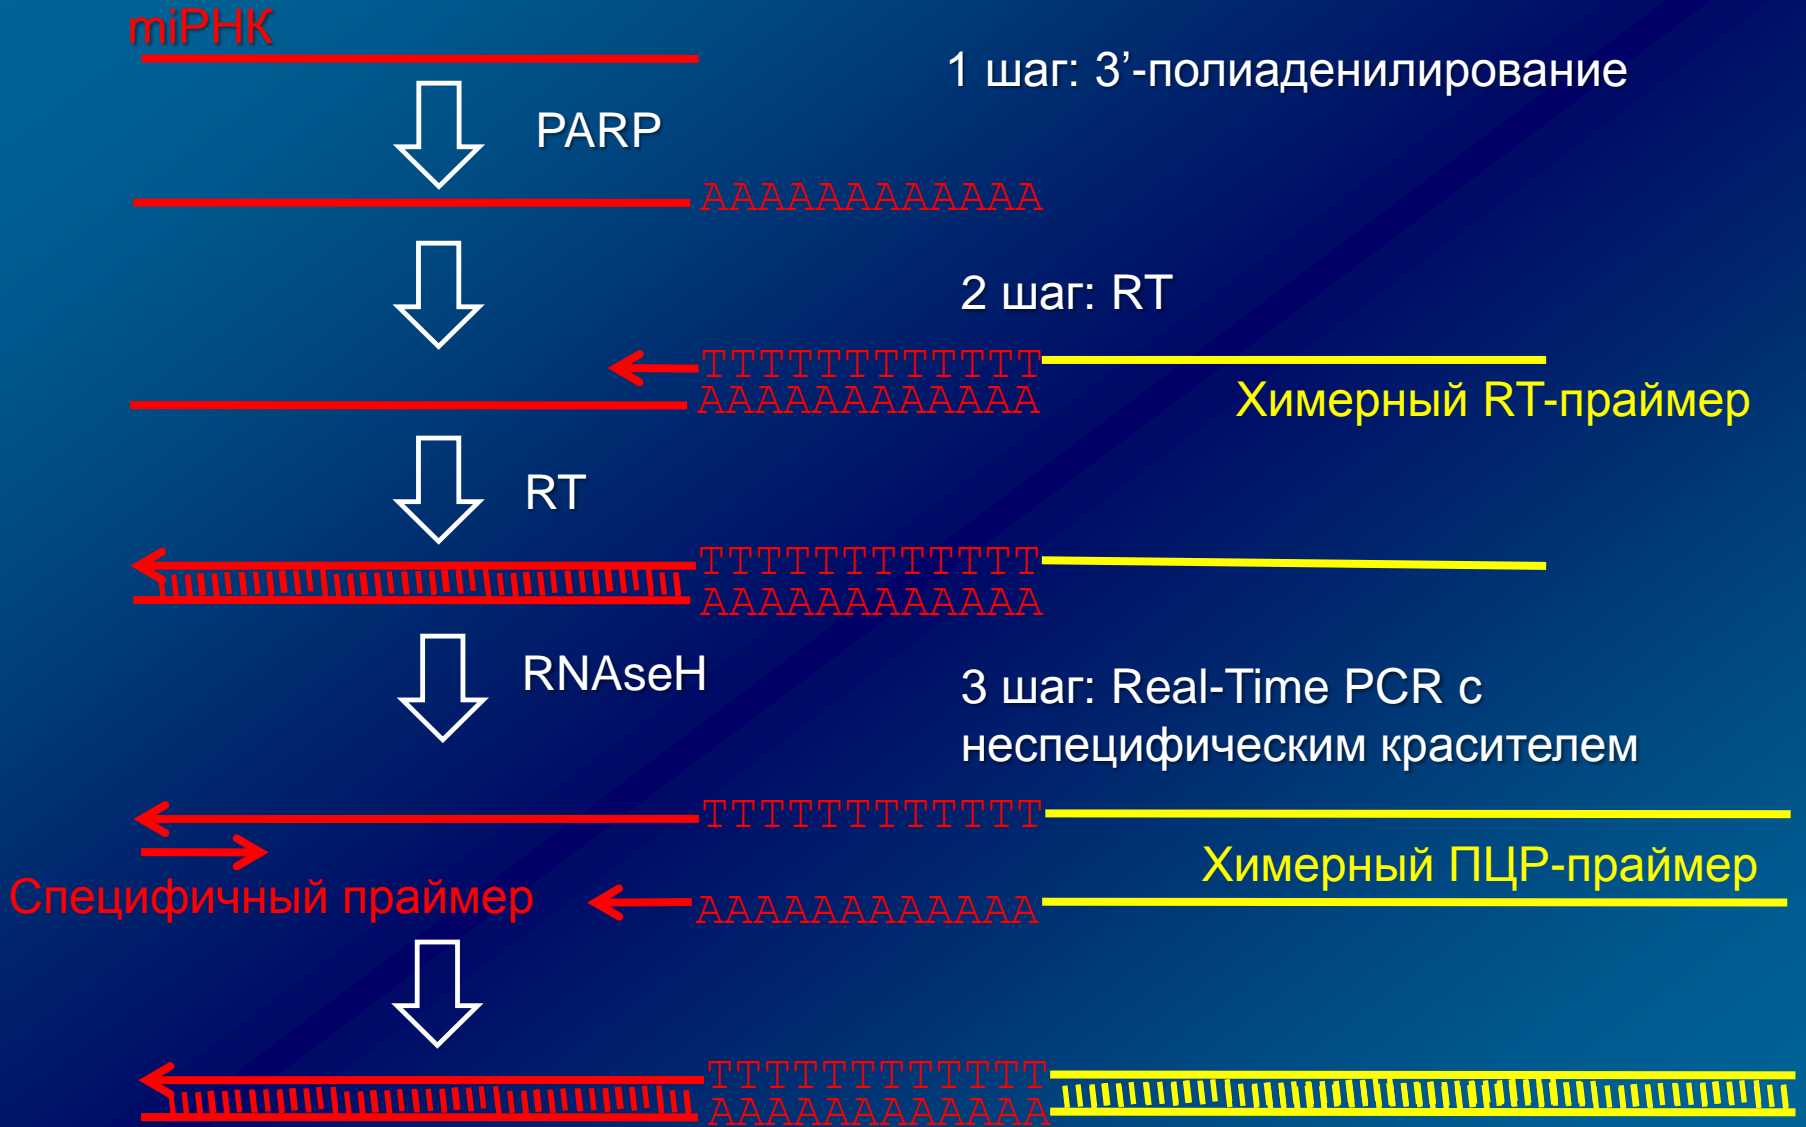 miРНК
1 шаг: 3’-полиаденилирование
PARP
AAAAAAAAAAAA
2 шаг: RT
TTTTTTTTTTTT
AAAAAAAAAAAA
Химерный RT-праймер
RT
TTTTTTTTTTTT
AAAAAAAAAAAA
RNAseH
3 шаг: Real-Time PCR с
неспецифическим красителем
TTTTTTTTTTTT
Химерный ПЦР-праймер
Специфичный праймер
AAAAAAAAAAAA
TTTTTTTTTTTT
AAAAAAAAAAAA